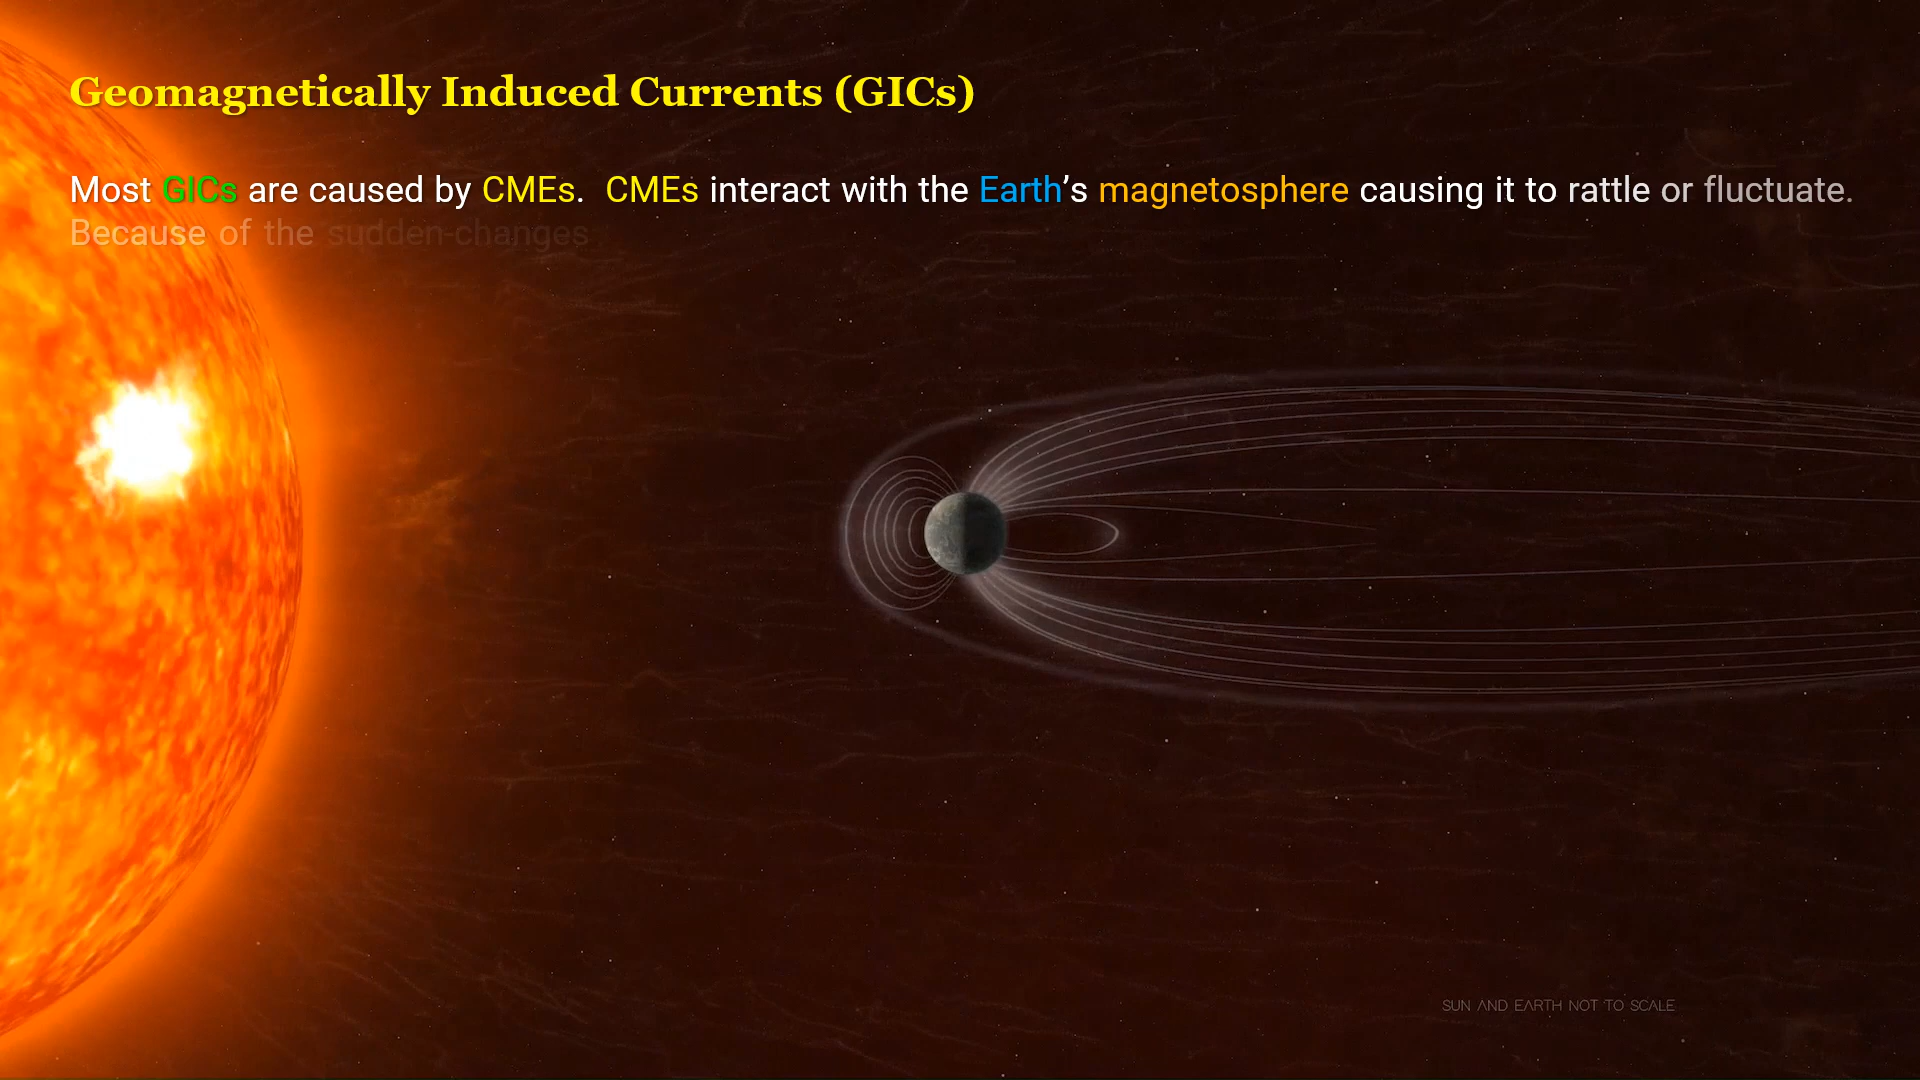 Geomagnetically Induced Currents (GICs)
Most GICs are caused by CMEs.  CMEs interact with the Earth’s magnetosphere causing it to rattle or fluctuate.
Because of the sudden-changes
SUN AND EARTH NOT TO SCALE